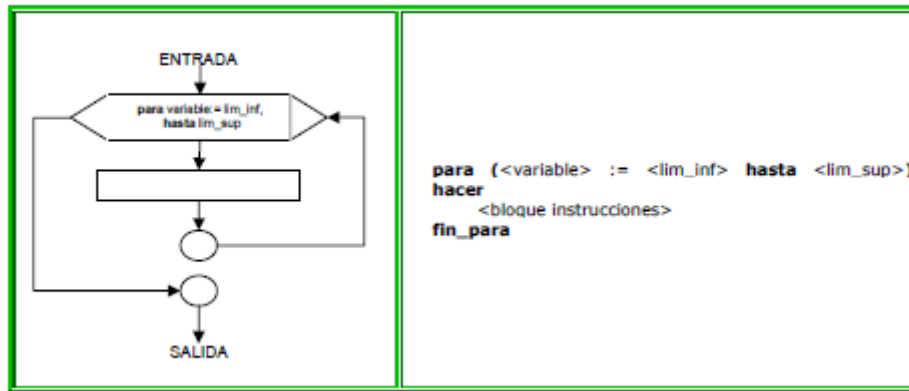 ENTRADA
para variable:= lim_inf,
hasta lim_sup
SALIDA
para (<variable> := <lim_inf> hasta <lim_sup>)
hacer
<bloque instrucciones>
fin_para